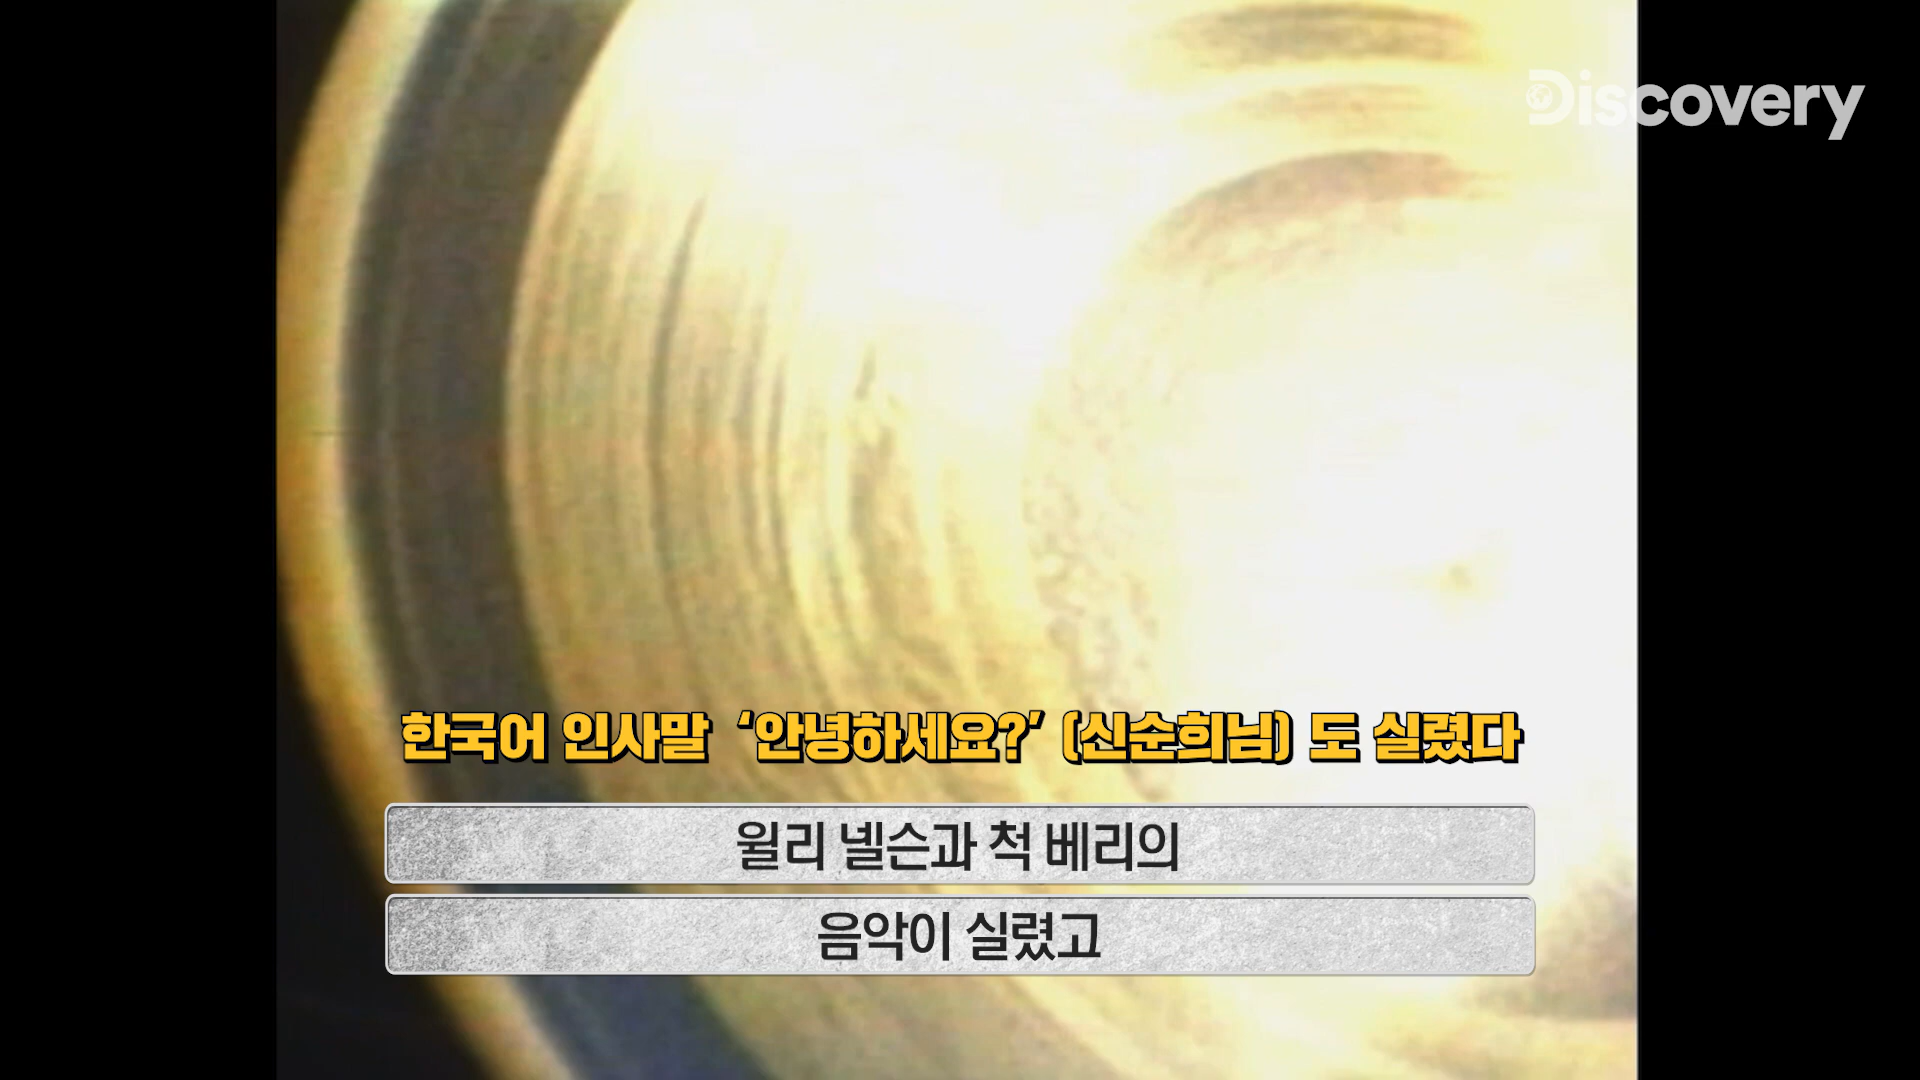 Discovery
한국어 인사말 ‘안녕하세요?’ (신순희님) 도 실렸다
윌리 넬슨과 척 베리의
음악이 실렸고